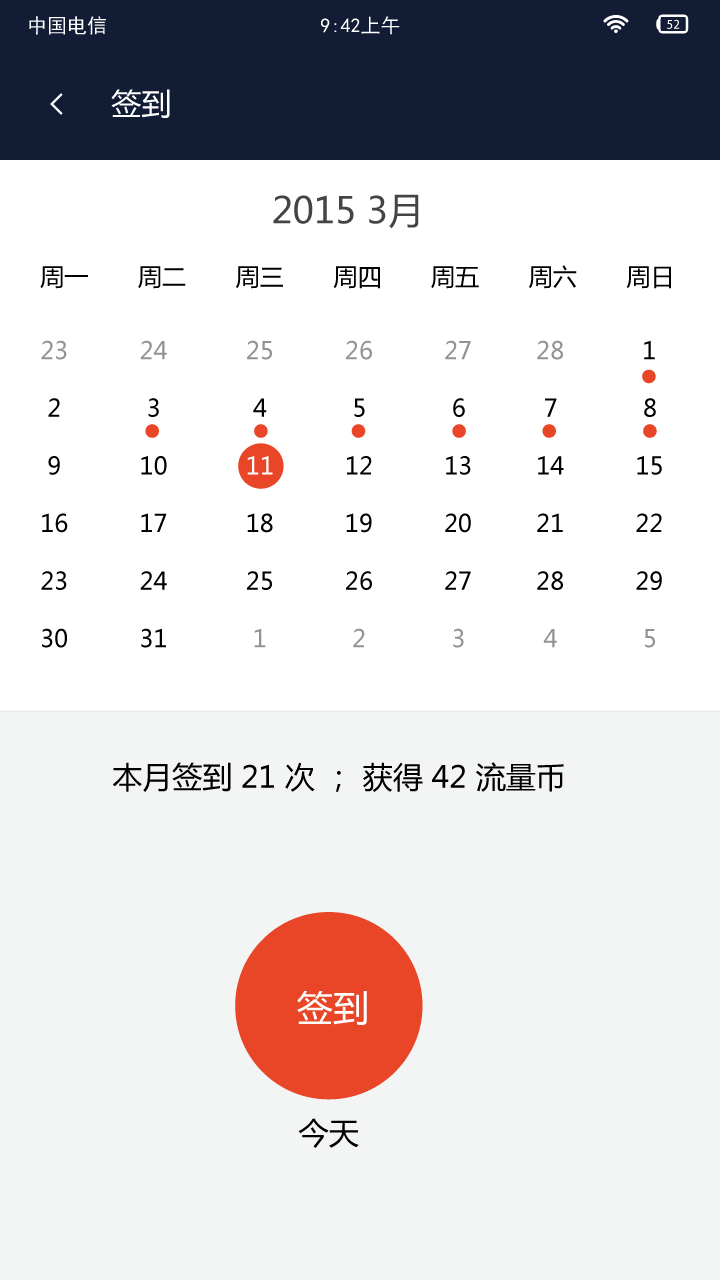 中国电信 9:42上午 52
签到
2015 3月
周一 周二 周三 周四 周五 周六 周日
23 24 25 26 27 28 1
2 3 4 5 6 7 8
9 10 11 12 13 14 15
16 17 18 19 20 21 22
23 24 25 26 27 28 29
30 31 1 2 3 4 5
本月签到 21 次 ； 获得 42 流量币
签到
今天